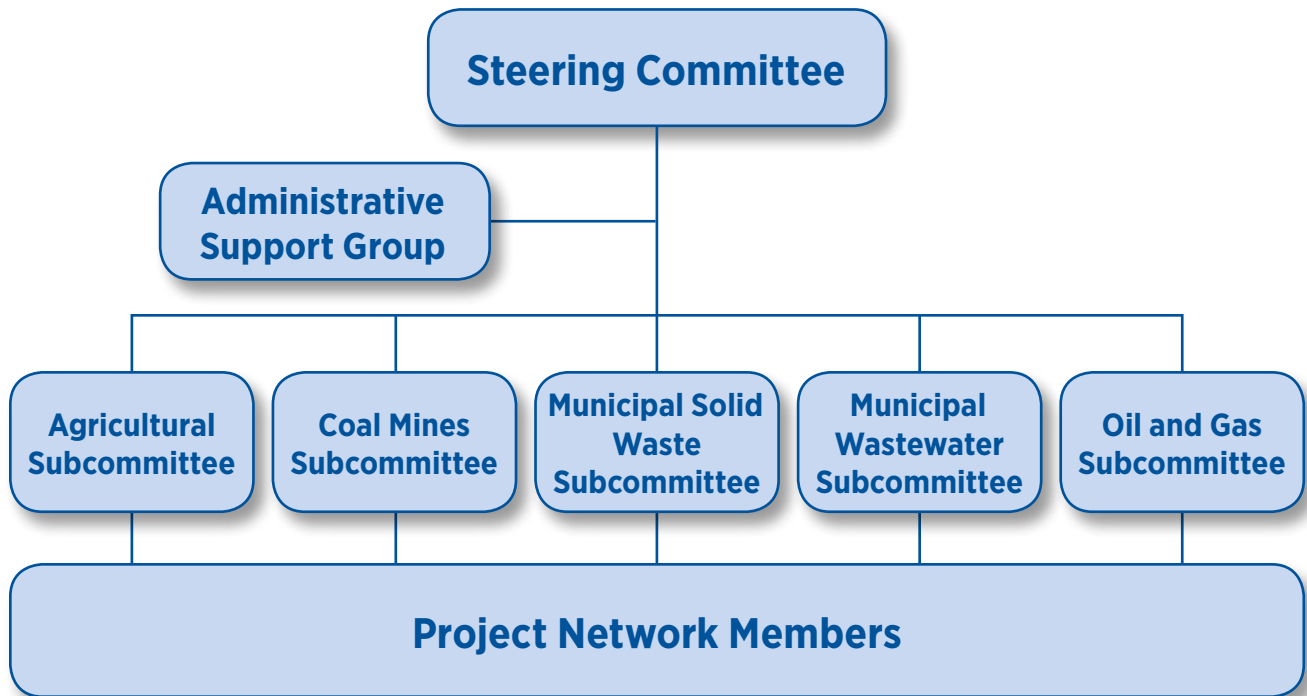 Steering Committee
Administrative
Support Group
Agricultural
Subcommittee
Coal Mines
Subcommittee
Municipal Solid
Waste
Subcommittee
Municipal
Wastewater
Subcommittee
Oil and Gas
Subcommittee
Project Network Members